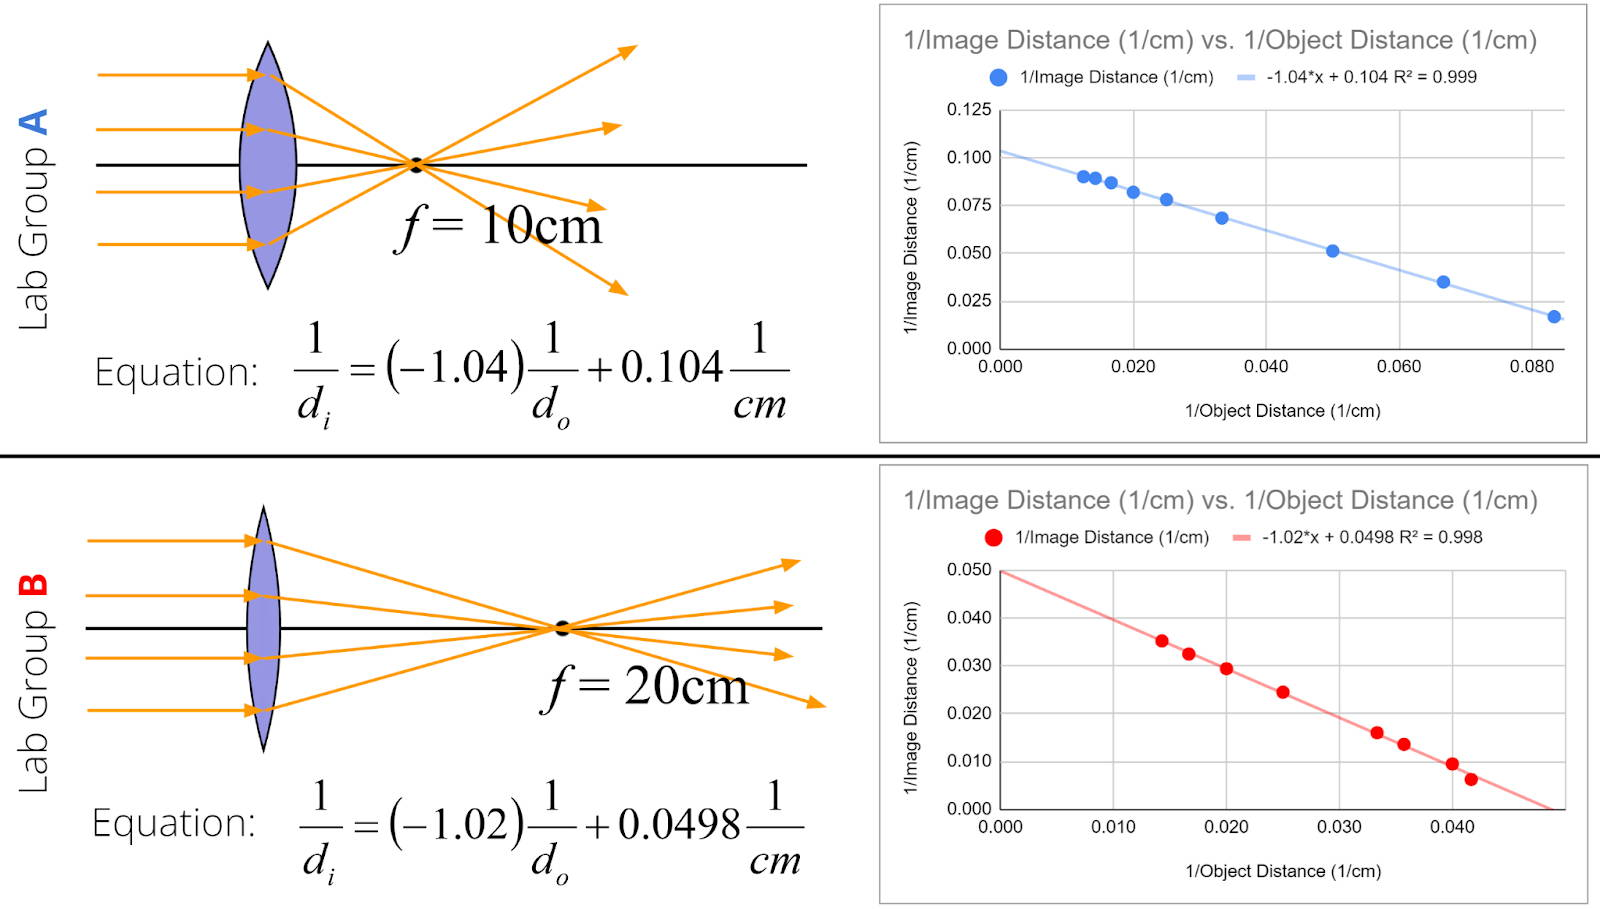 Lab Group A
f = 10cm
Equation: 1/d_i = (−1.04) 1/d_o + 0.104 1/cm
1/Image Distance (1/cm) vs. 1/Object Distance (1/cm)
1/Image Distance (1/cm) -1.04*x + 0.104 R² = 0.999
0.125
0.100
0.075
0.050
0.025
0.000
1/Image Distance (1/cm)
0.000 0.020 0.040 0.060 0.080
1/Object Distance (1/cm)
Lab Group B
f = 20cm
Equation: 1/d_i = (−1.02) 1/d_o + 0.0498 1/cm
1/Image Distance (1/cm) vs. 1/Object Distance (1/cm)
1/Image Distance (1/cm) -1.02*x + 0.0498 R² = 0.998
0.050
0.040
0.030
0.020
0.010
0.000
1/Image Distance (1/cm)
0.000 0.010 0.020 0.030 0.040
1/Object Distance (1/cm)